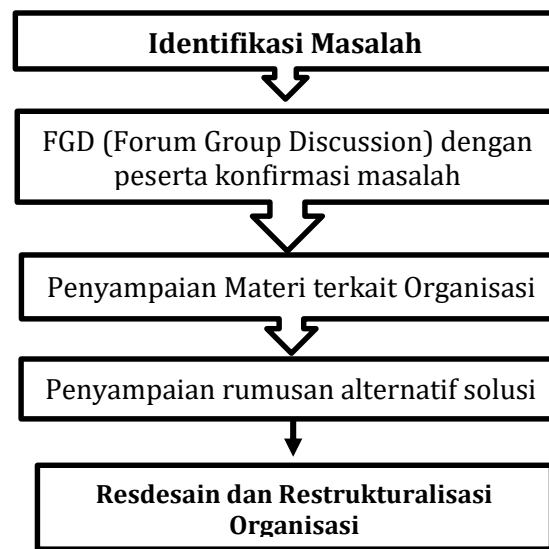 Identifikasi Masalah
FGD (Forum Group Discussion) dengan
peserta konfirmasi masalah
Penyampaian Materi terkait Organisasi
Penyampaian rumusan alternatif solusi
Resdesain dan Restrukturalisasi
Organisasi